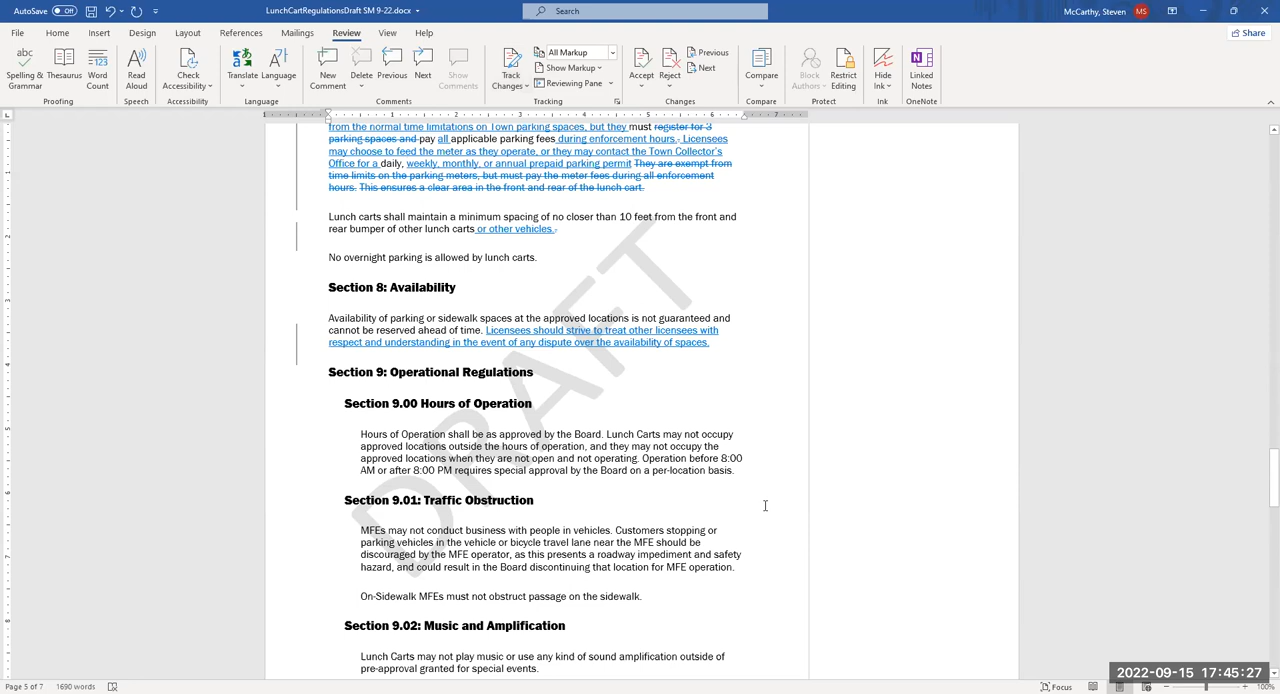 AutoSave Off LunchCartRegulationsDraft SM 9-22.docx Search McCarthy, Steven MS
File Home Insert Design Layout References Mailings Review View Help Share
abc Spelling & Grammar Thesaurus Word Count Read Aloud Check Accessibility Translate Language New Comment Delete Previous Next Show Comments Track Changes All Markup Show Markup Reviewing Pane Accept Reject Previous Next Compare Block Authors Restrict Editing Hide Ink Linked Notes
Proofing Speech Accessibility Language Comments Tracking Changes Compare Protect Ink OneNote
from the normal time limitations on Town parking spaces, but they must register for 3
parking spaces and pay all applicable parking fees during enforcement hours.. Licensees
may choose to feed the meter as they operate, or they may contact the Town Collector's
Office for a daily, weekly, monthly, or annual prepaid parking permit They are exempt from
time limits on the parking meters, but must pay the meter fees during all enforcement
hours. This ensures a clear area in the front and rear of the lunch cart.
Lunch carts shall maintain a minimum spacing of no closer than 10 feet from the front and
rear bumper of other lunch carts or other vehicles..
No overnight parking is allowed by lunch carts.
Section 8: Availability
Availability of parking or sidewalk spaces at the approved locations is not guaranteed and
cannot be reserved ahead of time. Licensees should strive to treat other licensees with
respect and understanding in the event of any dispute over the availability of spaces.
Section 9: Operational Regulations
Section 9.00 Hours of Operation
Hours of Operation shall be as approved by the Board. Lunch Carts may not occupy
approved locations outside the hours of operation, and they may not occupy the
approved locations when they are not open and not operating. Operation before 8:00
AM or after 8:00 PM requires special approval by the Board on a per-location basis.
Section 9.01: Traffic Obstruction
MFEs may not conduct business with people in vehicles. Customers stopping or
parking vehicles in the vehicle or bicycle travel lane near the MFE should be
discouraged by the MFE operator, as this presents a roadway impediment and safety
hazard, and could result in the Board discontinuing that location for MFE operation.
On-Sidewalk MFEs must not obstruct passage on the sidewalk.
Section 9.02: Music and Amplification
Lunch Carts may not play music or use any kind of sound amplification outside of
pre-approval granted for special events.
DRAFT
Page 5 of 7 1690 words Focus 100%
2022-09-15 17:45:27